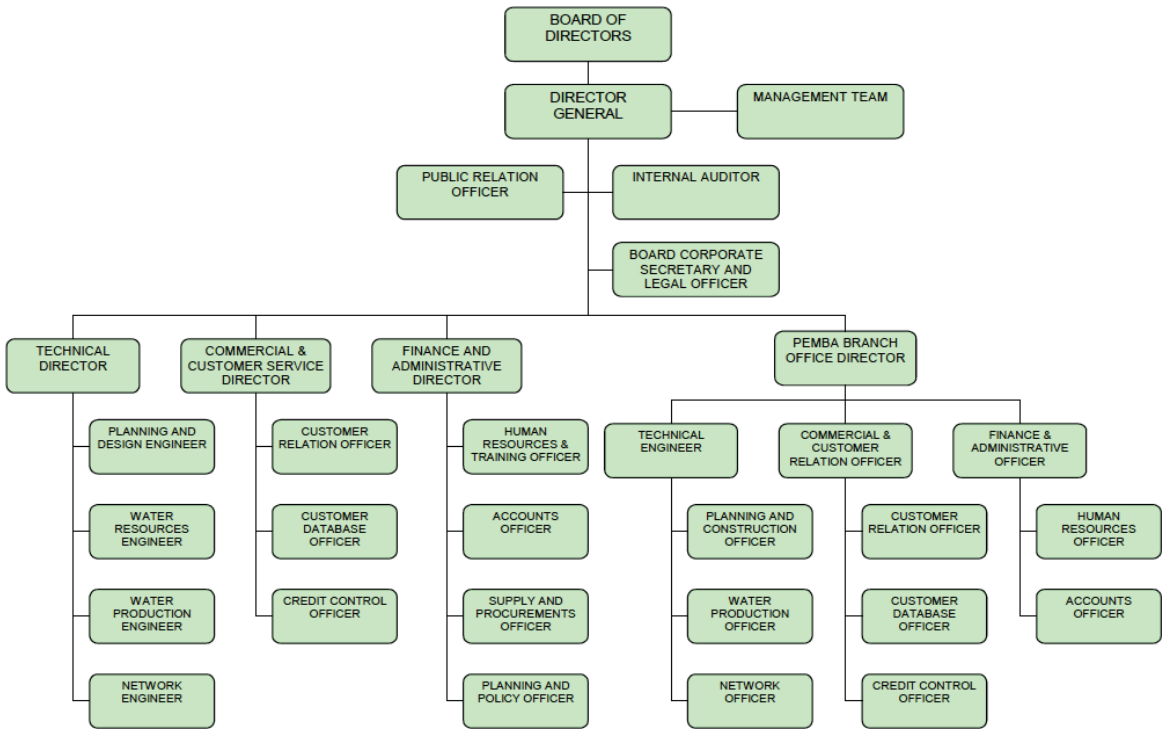 BOARD OF
DIRECTORS
DIRECTOR
GENERAL
MANAGEMENT TEAM
PUBLIC RELATION
OFFICER
INTERNAL AUDITOR
BOARD CORPORATE
SECRETARY AND
LEGAL OFFICER
TECHNICAL
DIRECTOR
COMMERCIAL &
CUSTOMER SERVICE
DIRECTOR
FINANCE AND
ADMINISTRATIVE
DIRECTOR
PEMBA BRANCH
OFFICE DIRECTOR
PLANNING AND
DESIGN ENGINEER
WATER
RESOURCES
ENGINEER
WATER
PRODUCTION
ENGINEER
NETWORK
ENGINEER
CUSTOMER
RELATION OFFICER
CUSTOMER
DATABASE
OFFICER
CREDIT CONTROL
OFFICER
HUMAN
RESOURCES &
TRAINING OFFICER
ACCOUNTS
OFFICER
SUPPLY AND
PROCUREMENTS
OFFICER
PLANNING AND
POLICY OFFICER
TECHNICAL
ENGINEER
COMMERCIAL &
CUSTOMER
RELATION OFFICER
FINANCE &
ADMINISTRATIVE
OFFICER
PLANNING AND
CONSTRUCTION
OFFICER
WATER
PRODUCTION
OFFICER
NETWORK
OFFICER
CUSTOMER
RELATION OFFICER
CUSTOMER
DATABASE
OFFICER
CREDIT CONTROL
OFFICER
HUMAN
RESOURCES
OFFICER
ACCOUNTS
OFFICER